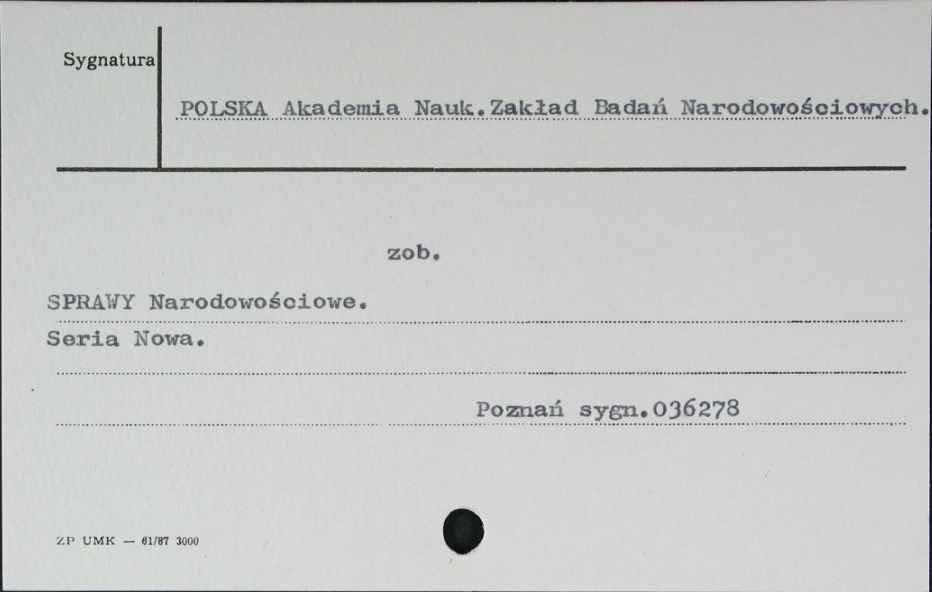 Sygnatura
POLSKA Akademia Nauk.Zakład Badań Narodowościowych.
zob.
SPRAWY Narodowościowe.
Seria Nowa.
Poznań sygn.036278
ZP UMK — 61/87 3000